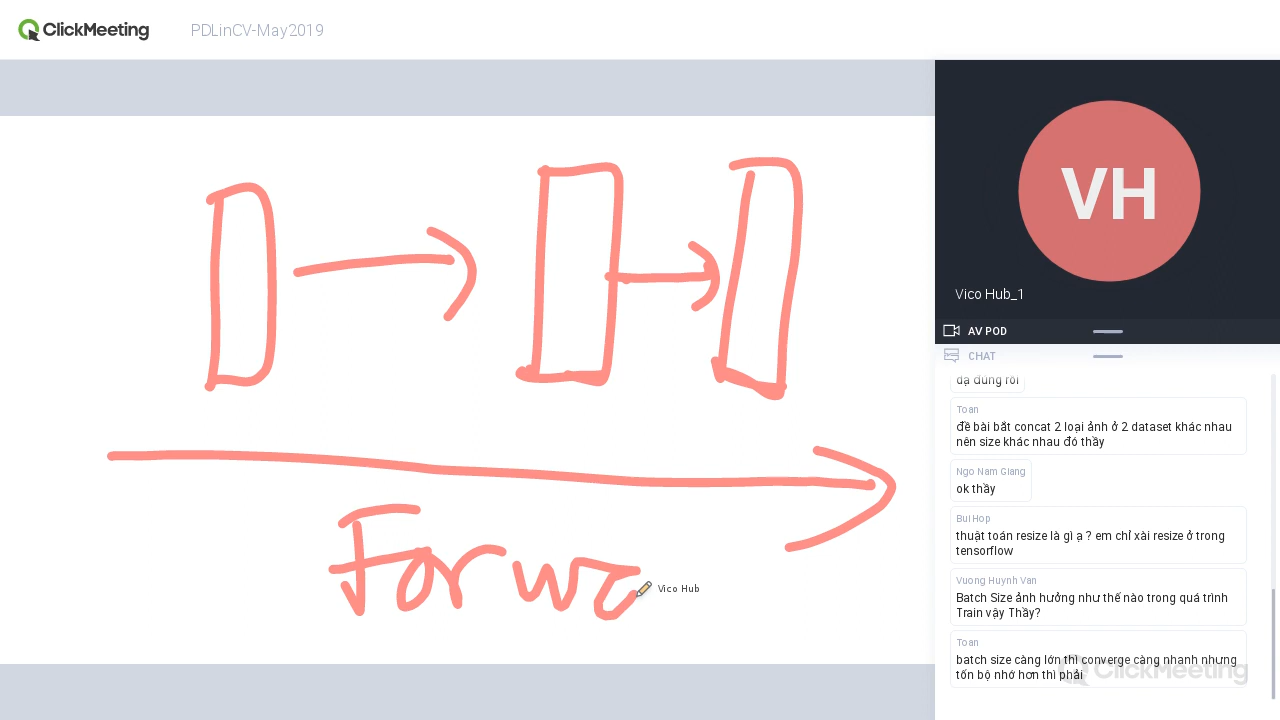 ClickMeeting
PDLinCV-May2019
VH
Vico Hub_1
AV POD
CHAT
dạ đúng rồi
Toan
đề bài bắt concat 2 loại ảnh ở 2 dataset khác nhau
nên size khác nhau đó thầy
Ngo Nam Giang
ok thầy
Bui Hop
thuật toán resize là gì ạ ? em chỉ xài resize ở trong
tensorflow
Vuong Huynh Van
Batch Size ảnh hưởng như thế nào trong quá trình
Train vậy Thầy?
Toan
batch size càng lớn thì converge càng nhanh nhưng
tốn bộ nhớ hơn thì phải
ClickMeeting
Forwa
Vico Hub